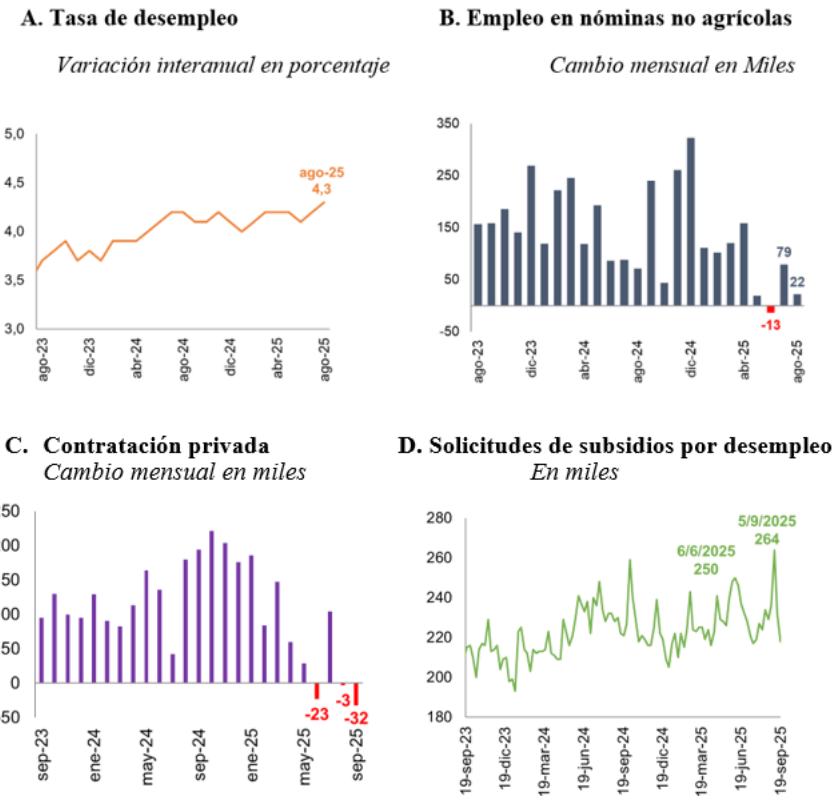 A. Tasa de desempleo
Variación interanual en porcentaje
5,0
4,5
4,0
3,5
3,0
ago-25
4,3
ago-23
dic-23
abr-24
ago-24
dic-24
abr-25
ago-25
B. Empleo en nóminas no agrícolas
Cambio mensual en Miles
350
250
150
50
-50
79
22
-13
ago-23
dic-23
abr-24
ago-24
dic-24
abr-25
ago-25
C. Contratación privada
Cambio mensual en miles
50
00
50
00
50
0
50
-23
-3
-32
sep-23
ene-24
may-24
sep-24
ene-25
may-25
sep-25
D. Solicitudes de subsidios por desempleo
En miles
280
260
240
220
200
180
5/9/2025
264
6/6/2025
250
19-sep-23
19-dic-23
19-mar-24
19-jun-24
19-sep-24
19-dic-24
19-mar-25
19-jun-25
19-sep-25